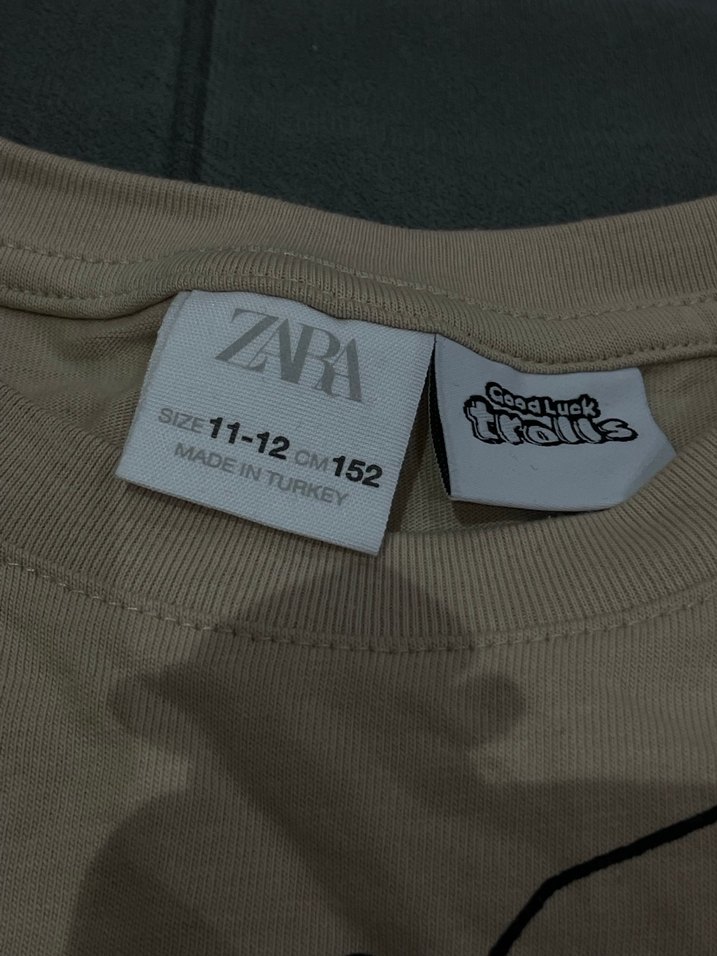 ZARA
SIZE 11-12 CM 152
MADE IN TURKEY
Good Luck
trolls